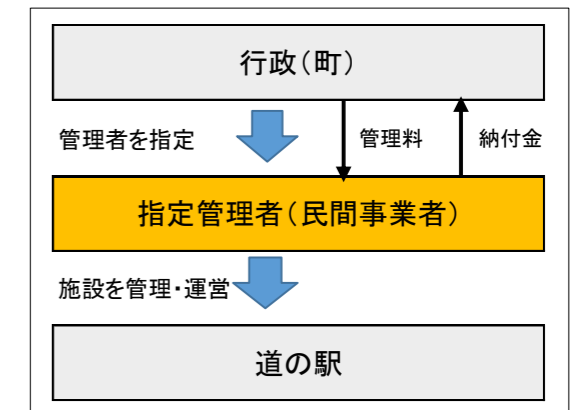 行政（町）
管理者を指定
管理料
納付金
指定管理者（民間事業者）
施設を管理・運営
道の駅